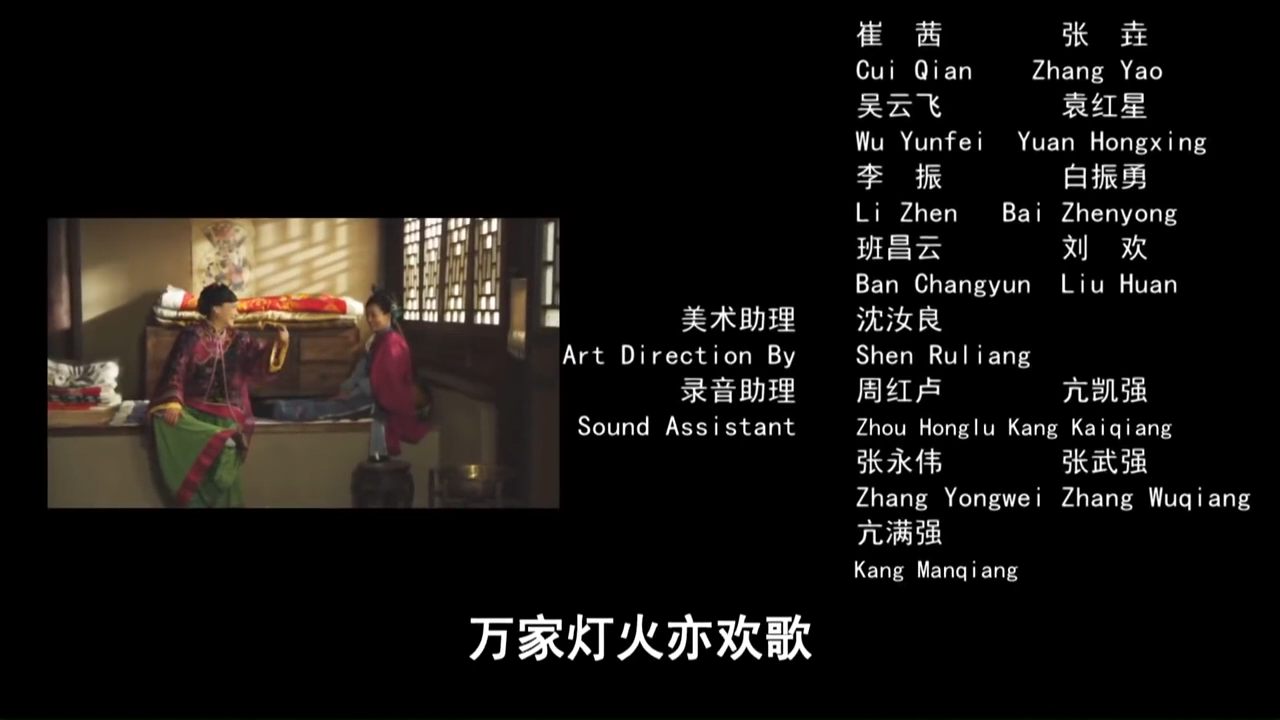 崔 茜 张 垚
Cui Qian Zhang Yao
吴云飞 袁红星
Wu Yunfei Yuan Hongxing
李 振 白振勇
Li Zhen Bai Zhenyong
班昌云 刘 欢
Ban Changyun Liu Huan
美术助理 沈汝良
Art Direction By Shen Ruliang
录音助理 周红卢 亢凯强
Sound Assistant Zhou Honglu Kang Kaiqiang
张永伟 张武强
Zhang Yongwei Zhang Wuqiang
亢满强
Kang Manqiang
万家灯火亦欢歌